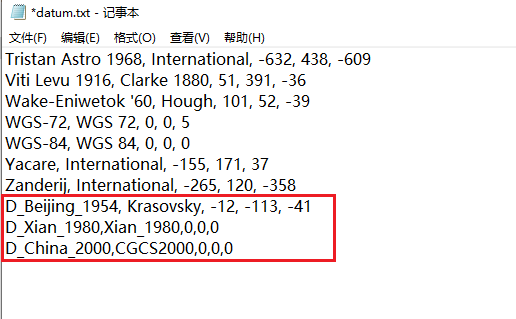 *datum.txt - 记事本
文件(F) 编辑(E) 格式(O) 查看(V) 帮助(H)
Tristan Astro 1968, International, -632, 438, -609
Viti Levu 1916, Clarke 1880, 51, 391, -36
Wake-Eniwetok '60, Hough, 101, 52, -39
WGS-72, WGS 72, 0, 0, 5
WGS-84, WGS 84, 0, 0, 0
Yacare, International, -155, 171, 37
Zanderij, International, -265, 120, -358
D_Beijing_1954, Krasovsky, -12, -113, -41
D_Xian_1980,Xian_1980,0,0,0
D_China_2000,CGCS2000,0,0,0